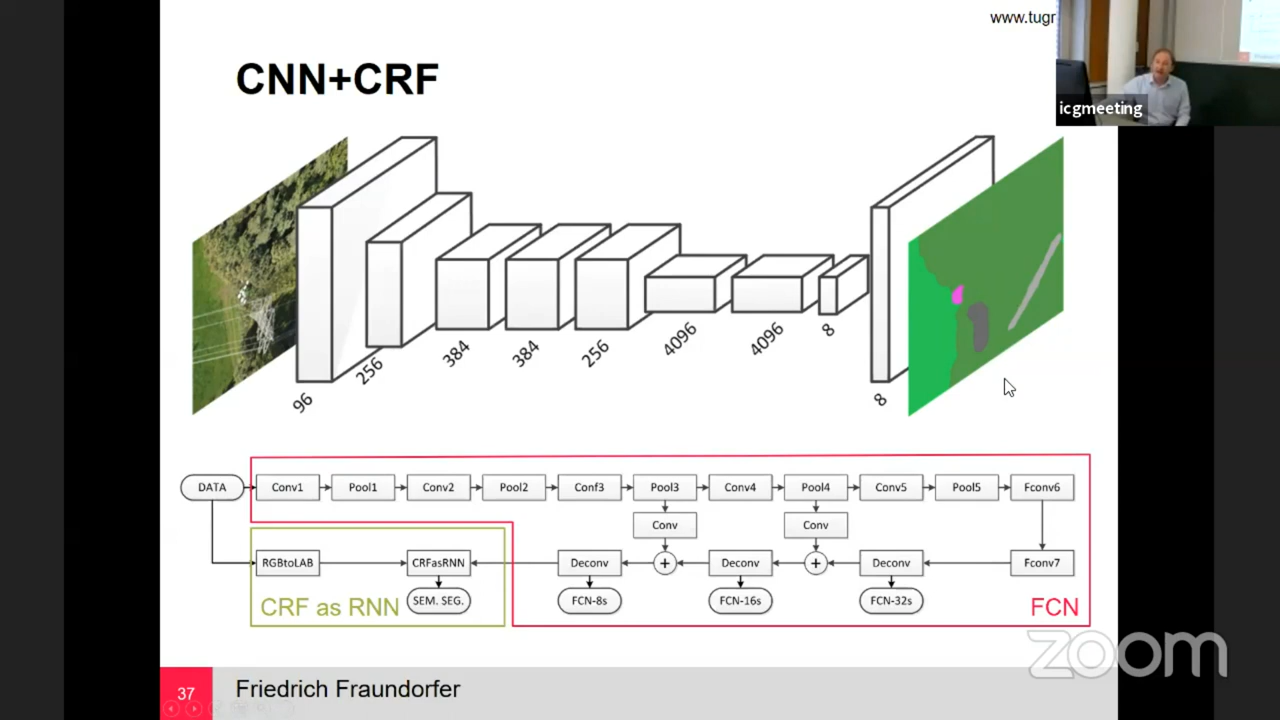 www.tugr
CNN+CRF
icgmeeting
96
256
384
384
256
4096
4096
8
8
DATA
Conv1
Pool1
Conv2
Pool2
Conf3
Pool3
Conv4
Pool4
Conv5
Pool5
Fconv6
Conv
Conv
RGBtoLAB
CRFasRNN
Deconv
+
Deconv
+
Deconv
Fconv7
CRF as RNN
SEM. SEG.
FCN-8s
FCN-16s
FCN-32s
FCN
zoom
37
Friedrich Fraundorfer